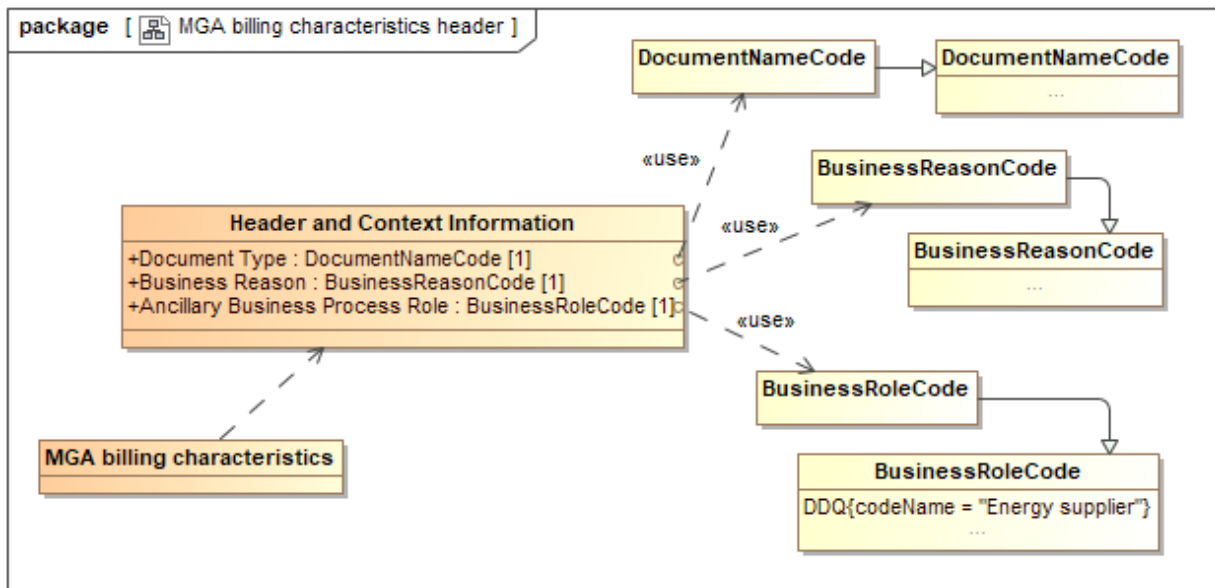 package [ MGA billing characteristics header ]
DocumentNameCode
DocumentNameCode
...
«use»
BusinessReasonCode
«use»
Header and Context Information
+Document Type : DocumentNameCode [1]
+Business Reason : BusinessReasonCode [1]
+Ancillary Business Process Role : BusinessRoleCode [1]
BusinessReasonCode
...
«use»
BusinessRoleCode
MGA billing characteristics
BusinessRoleCode
DDQ{codeName = "Energy supplier"}
...